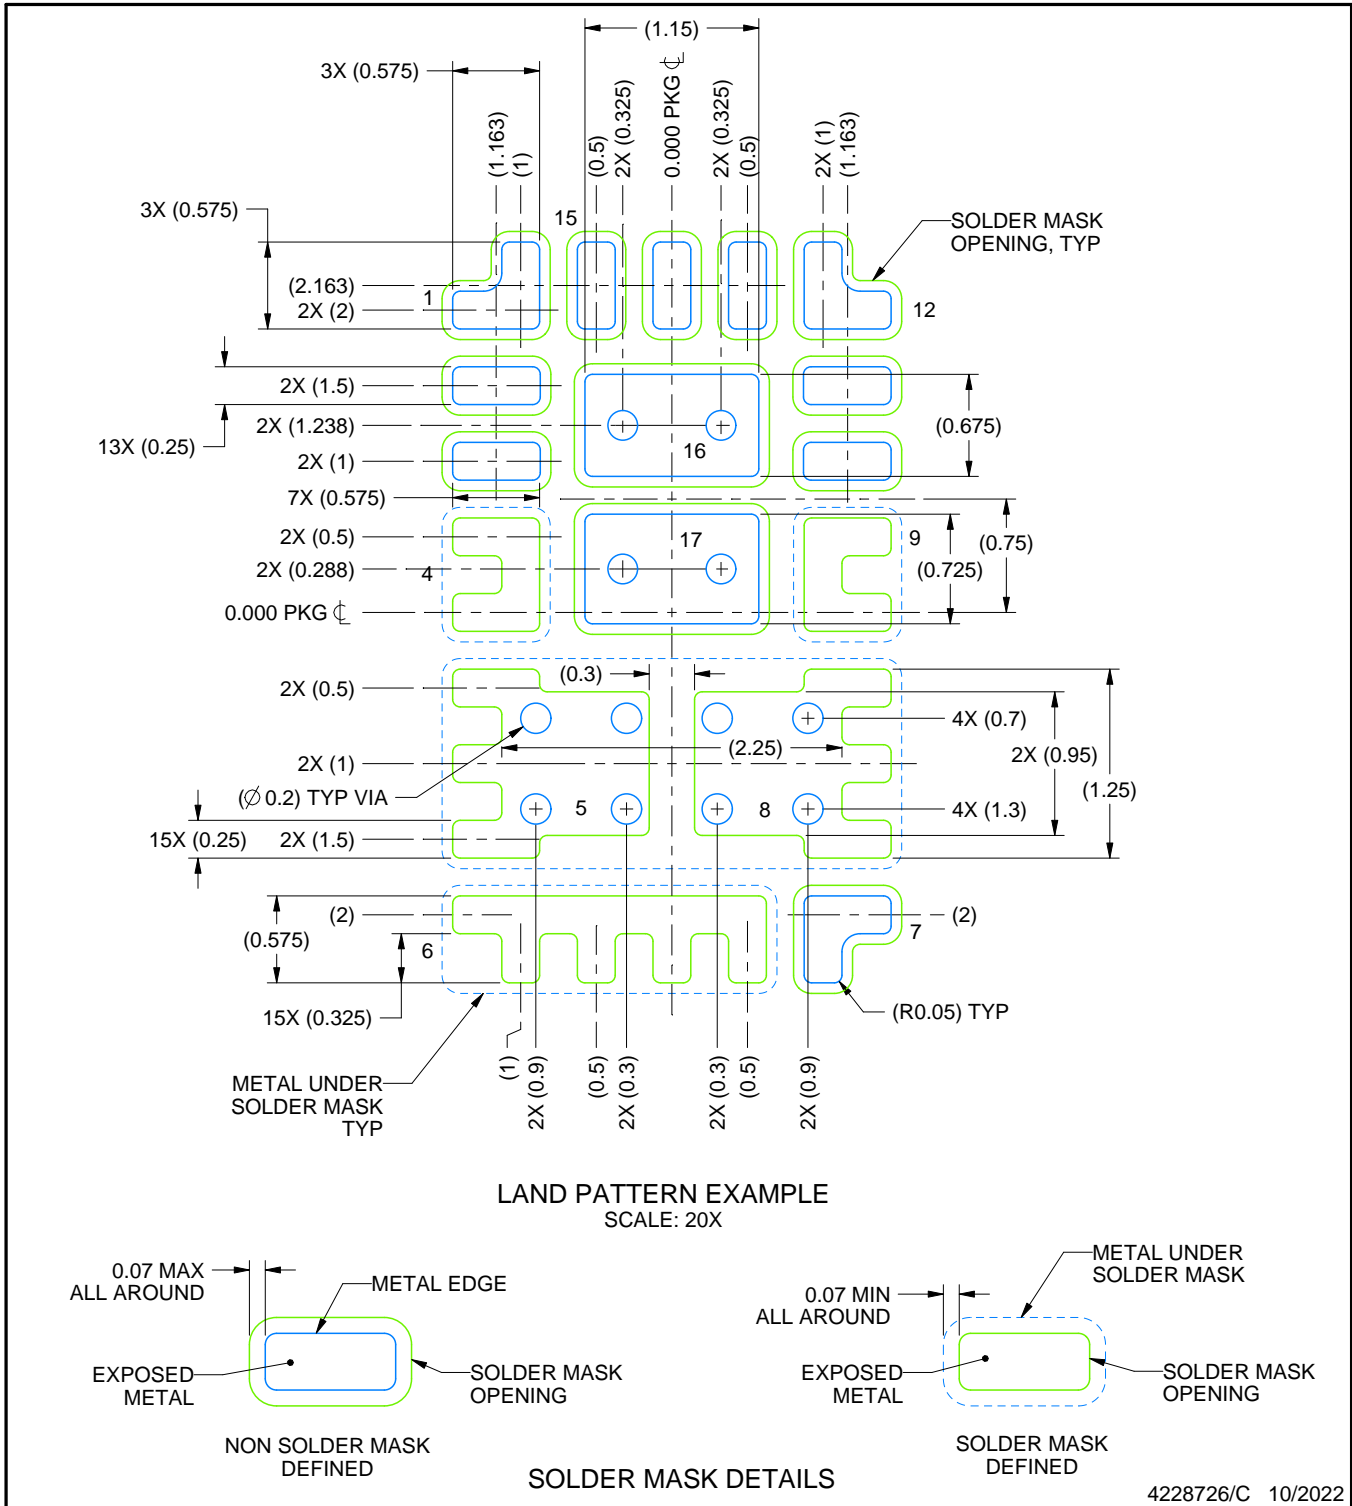 (1.15)
3X (0.575)
(1.163)
(1)
(0.5)
2X (0.325)
0.000 PKG ℄
2X (0.325)
(0.5)
2X (1)
(1.163)
3X (0.575)
15
SOLDER MASK
OPENING, TYP
(2.163)
1
2X (2)
12
2X (1.5)
2X (1.238)
(0.675)
13X (0.25)
16
2X (1)
7X (0.575)
2X (0.5)
17
9
(0.75)
2X (0.288)
4
(0.725)
0.000 PKG ℄
(0.3)
2X (0.5)
4X (0.7)
(2.25)
2X (0.95)
2X (1)
(1.25)
(Ø 0.2) TYP VIA
5
8
4X (1.3)
15X (0.25)
2X (1.5)
(2)
(2)
(0.575)
6
7
15X (0.325)
(R0.05) TYP
(1)
2X (0.9)
(0.5)
2X (0.3)
2X (0.3)
(0.5)
2X (0.9)
METAL UNDER
SOLDER MASK
TYP
LAND PATTERN EXAMPLE
SCALE: 20X
0.07 MAX
ALL AROUND
METAL EDGE
EXPOSED
METAL
SOLDER MASK
OPENING
NON SOLDER MASK
DEFINED
METAL UNDER
SOLDER MASK
0.07 MIN
ALL AROUND
EXPOSED
METAL
SOLDER MASK
OPENING
SOLDER MASK
DEFINED
SOLDER MASK DETAILS
4228726/C 10/2022